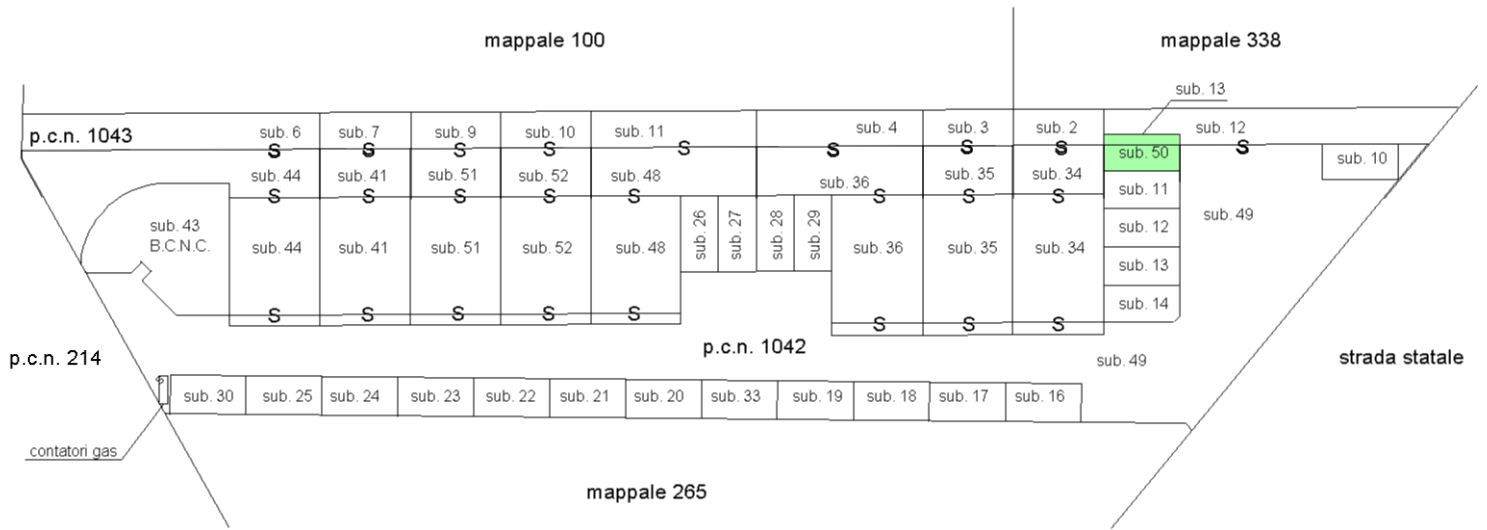 mappale 100
mappale 338
sub. 13
p.c.n. 1043
sub. 6
sub. 7
sub. 9
sub. 10
sub. 11
sub. 4
sub. 3
sub. 2
sub. 12
S S S S S S S S S
sub. 44
sub. 41
sub. 51
sub. 52
sub. 48
sub. 36
sub. 35
sub. 34
sub. 50
sub. 10
S S S S S S S S
sub. 43
B.C.N.C.
sub. 44
sub. 41
sub. 51
sub. 52
sub. 48
sub. 26
sub. 27
sub. 28
sub. 29
sub. 36
sub. 35
sub. 34
sub. 11
sub. 12
sub. 13
sub. 14
sub. 49
S S S S S S S S
p.c.n. 214
p.c.n. 1042
sub. 49
strada statale
sub. 30
sub. 25
sub. 24
sub. 23
sub. 22
sub. 21
sub. 20
sub. 33
sub. 19
sub. 18
sub. 17
sub. 16
contatori gas
mappale 265